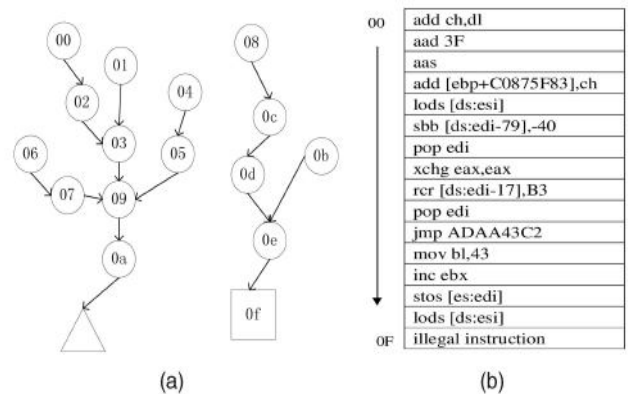 00
01
02
03
04
05
06
07
09
0a
08
0c
0b
0d
0e
0f
(a)
00
add ch,dl
aad 3F
aas
add [ebp+C0875F83],ch
lods [ds:esi]
sbb [ds:edi-79],-40
pop edi
xchg eax,eax
rcr [ds:edi-17],B3
pop edi
jmp ADAA43C2
mov bl,43
inc ebx
stos [es:edi]
lods [ds:esi]
0F
illegal instruction
(b)